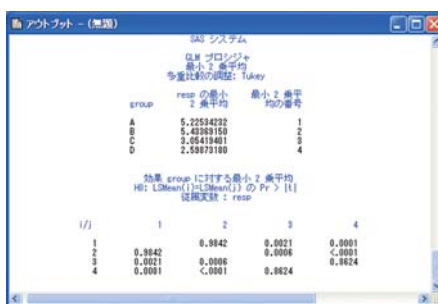 アウトプット - (無題)
SAS システム
GLM プロシジャ
最小 2 乗平均
多重比較の調整: Tukey
group resp の最小 2 乗平均 最小 2 乗平均の番号
A 5.22534232 1
B 5.43369150 2
C 3.05419401 3
D 2.59873180 4
効果 group に対する最小 2 乗平均
H0: LSMean(i)=LSMean(j) の Pr > |t|
従属変数 : resp
i/j 1 2 3 4
1 0.9842 0.0021 0.0001
2 0.9842 0.0006 <.0001
3 0.0021 0.0006 0.8624
4 0.0001 <.0001 0.8624